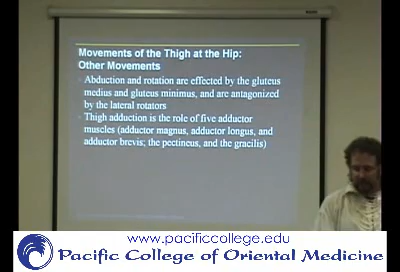 Movements of the Thigh at the Hip:
Other Movements
Abduction and rotation are effected by the gluteus
medius and gluteus minimus, and are antagonized
by the lateral rotators
Thigh adduction is the role of five adductor
muscles (adductor magnus, adductor longus, and
adductor brevis; the pectineus, and the gracilis)
www.pacificcollege.edu
Pacific College of Oriental Medicine